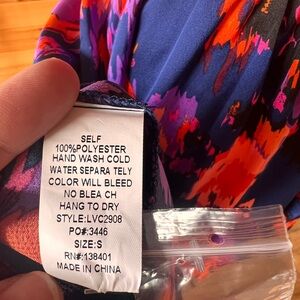 SELF
100%POLYESTER
HAND WASH COLD
WATER SEPARA TELY
COLOR WILL BLEED
NO BLEA CH
HANG TO DRY
STYLE:LVC2908
PO#:3446
SIZE:S
RN#:138401
MADE IN CHINA